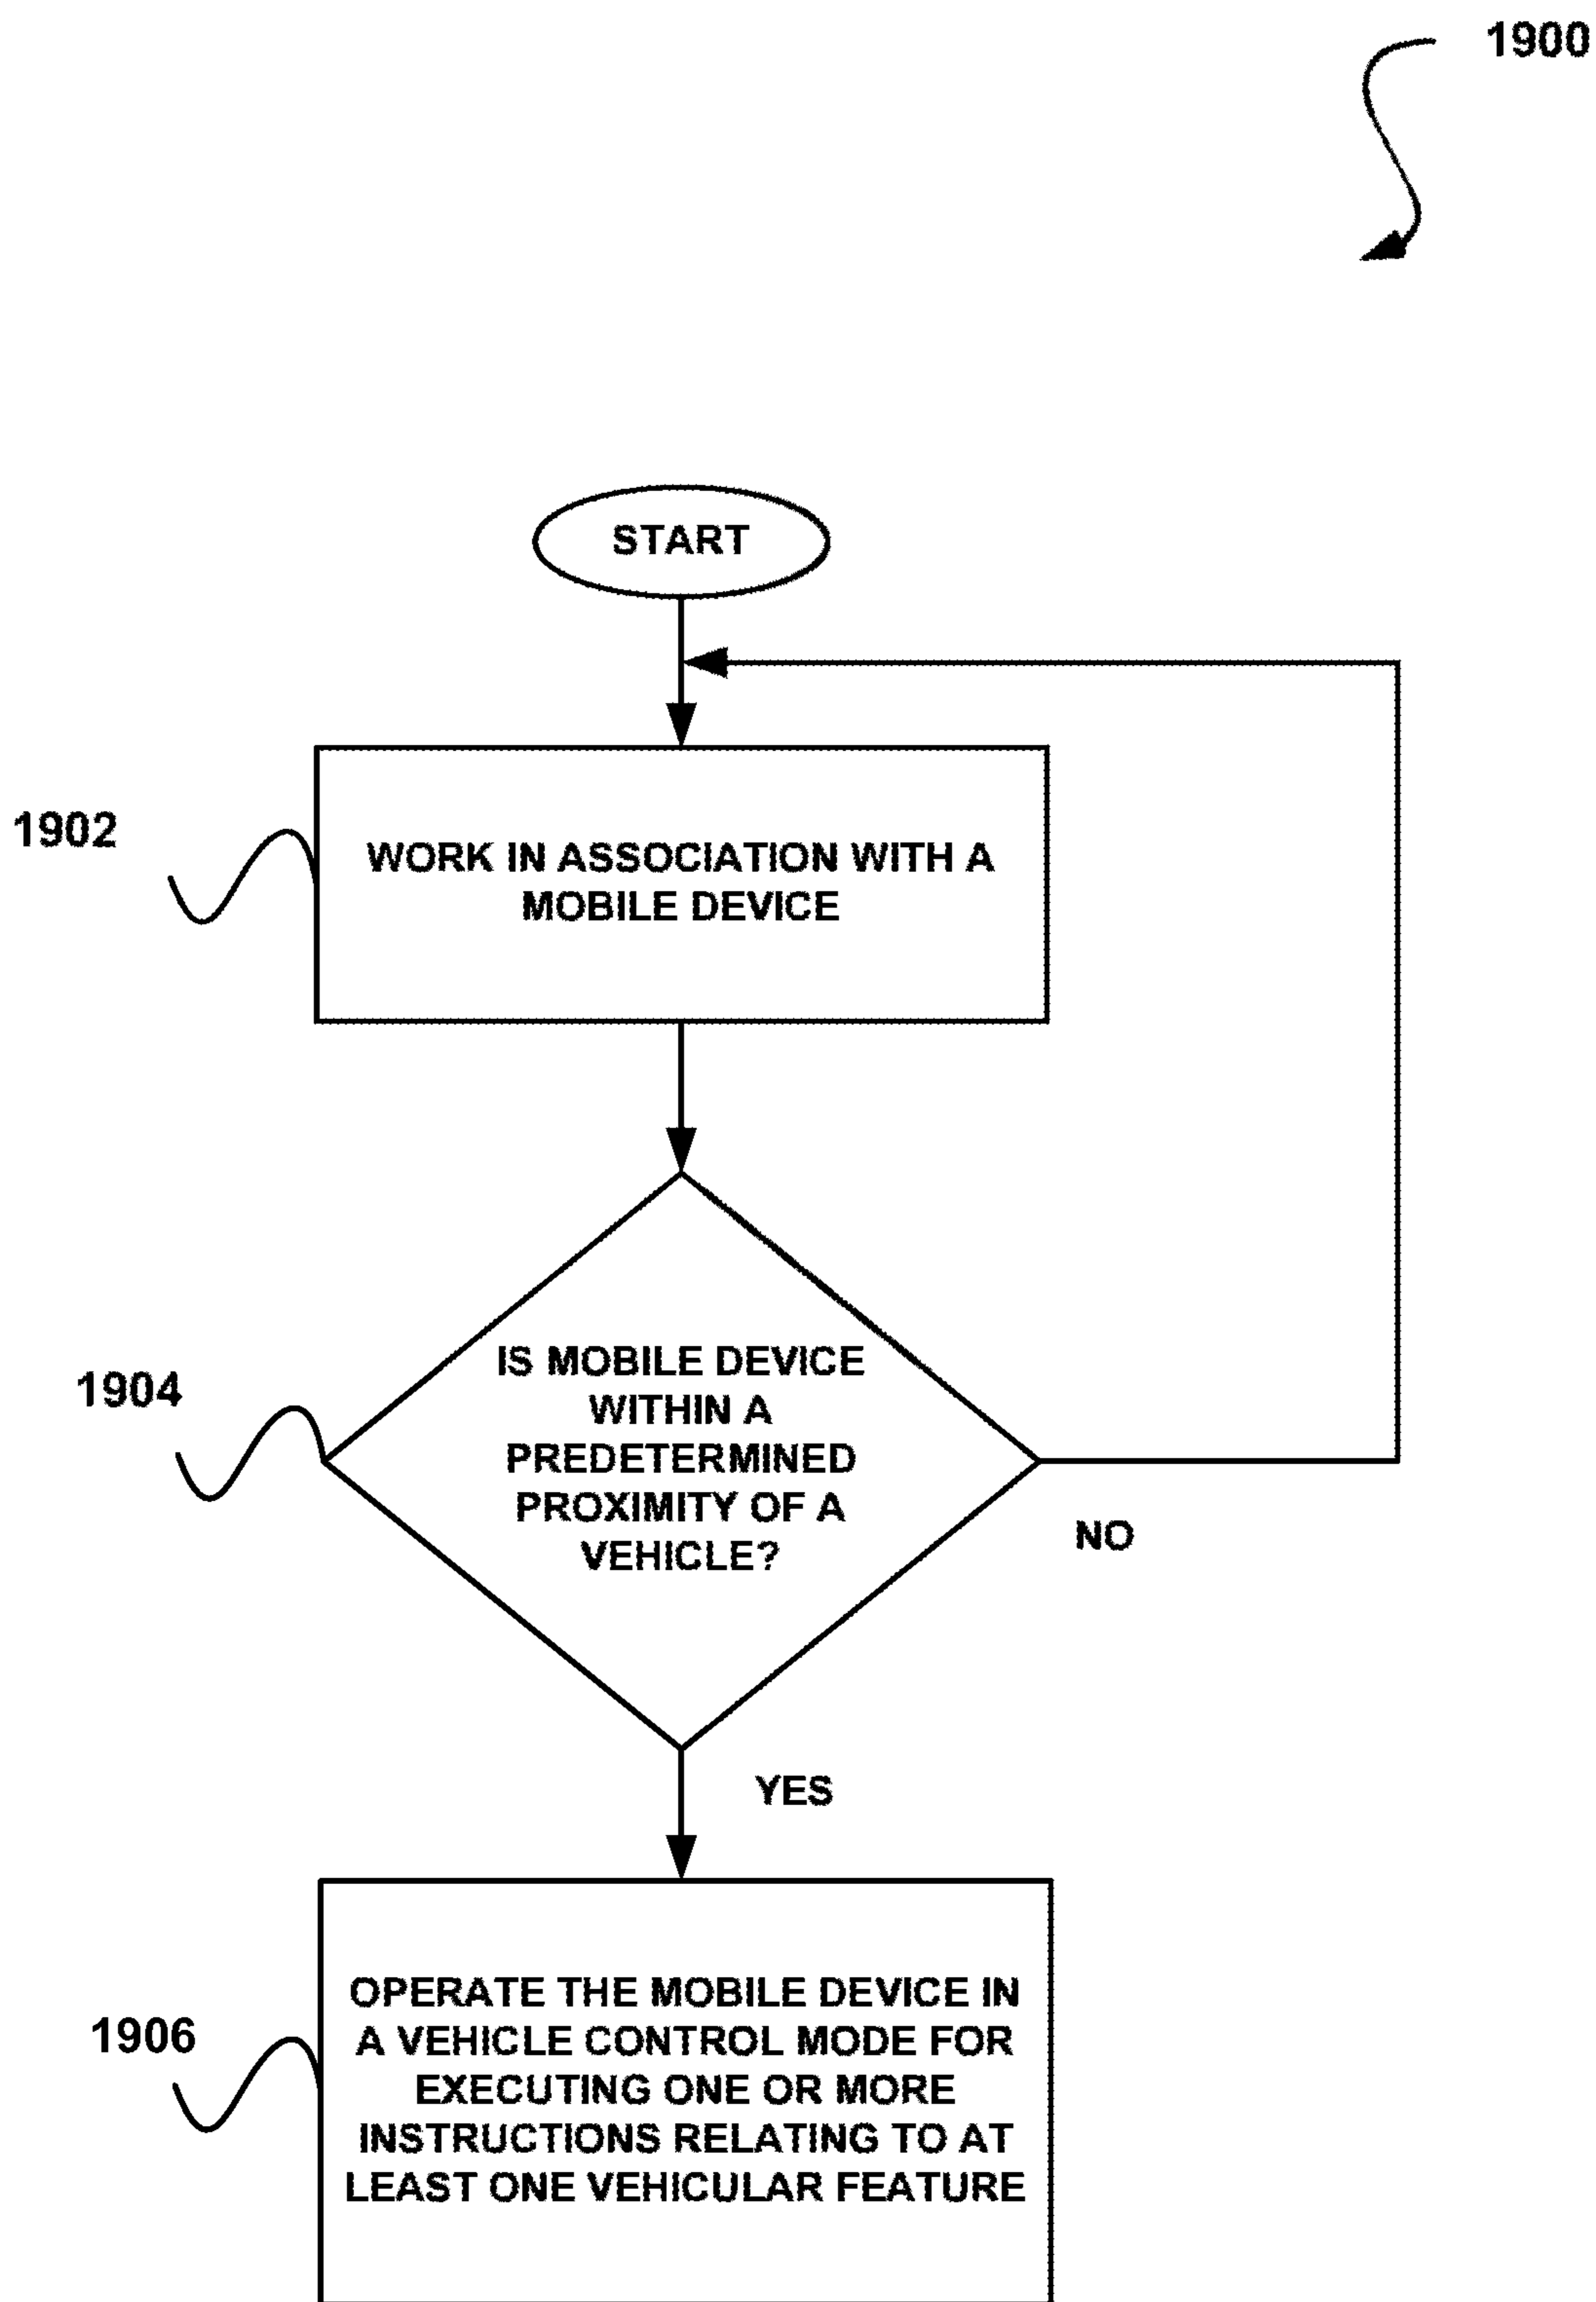 1900
START
1902
WORK IN ASSOCIATION WITH A
MOBILE DEVICE
1904
IS MOBILE DEVICE
WITHIN A
PREDETERMINED
PROXIMITY OF A
VEHICLE?
NO
YES
1906
OPERATE THE MOBILE DEVICE IN
A VEHICLE CONTROL MODE FOR
EXECUTING ONE OR MORE
INSTRUCTIONS RELATING TO AT
LEAST ONE VEHICULAR FEATURE